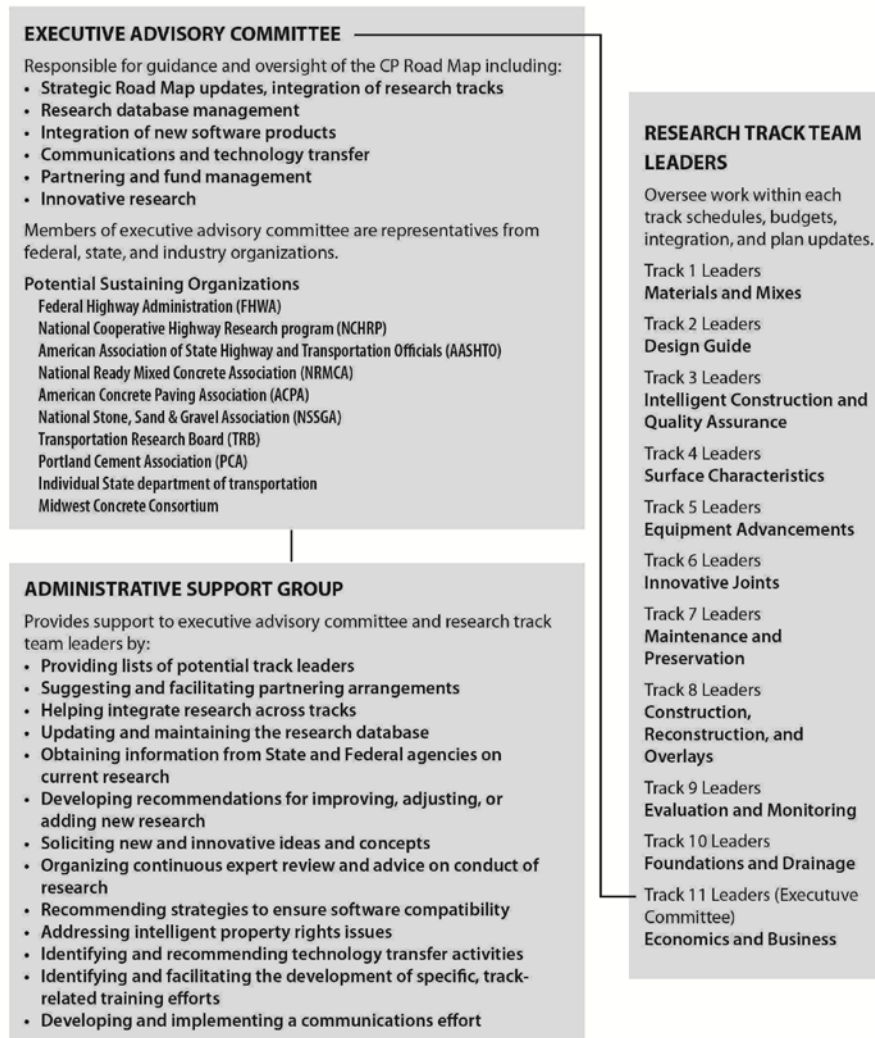 EXECUTIVE ADVISORY COMMITTEE
Responsible for guidance and oversight of the CP Road Map including:
• Strategic Road Map updates, integration of research tracks
• Research database management
• Integration of new software products
• Communications and technology transfer
• Partnering and fund management
• Innovative research
Members of executive advisory committee are representatives from
federal, state, and industry organizations.
Potential Sustaining Organizations
Federal Highway Administration (FHWA)
National Cooperative Highway Research program (NCHRP)
American Association of State Highway and Transportation Officials (AASHTO)
National Ready Mixed Concrete Association (NRMCA)
American Concrete Paving Association (ACPA)
National Stone, Sand & Gravel Association (NSSGA)
Transportation Research Board (TRB)
Portland Cement Association (PCA)
Individual State department of transportation
Midwest Concrete Consortium
ADMINISTRATIVE SUPPORT GROUP
Provides support to executive advisory committee and research track
team leaders by:
• Providing lists of potential track leaders
• Suggesting and facilitating partnering arrangements
• Helping integrate research across tracks
• Updating and maintaining the research database
• Obtaining information from State and Federal agencies on
current research
• Developing recommendations for improving, adjusting, or
adding new research
• Soliciting new and innovative ideas and concepts
• Organizing continuous expert review and advice on conduct of
research
• Recommending strategies to ensure software compatibility
• Addressing intelligent property rights issues
• Identifying and recommending technology transfer activities
• Identifying and facilitating the development of specific, track-
related training efforts
• Developing and implementing a communications effort
RESEARCH TRACK TEAM
LEADERS
Oversee work within each
track schedules, budgets,
integration, and plan updates.
Track 1 Leaders
Materials and Mixes
Track 2 Leaders
Design Guide
Track 3 Leaders
Intelligent Construction and
Quality Assurance
Track 4 Leaders
Surface Characteristics
Track 5 Leaders
Equipment Advancements
Track 6 Leaders
Innovative Joints
Track 7 Leaders
Maintenance and
Preservation
Track 8 Leaders
Construction,
Reconstruction, and
Overlays
Track 9 Leaders
Evaluation and Monitoring
Track 10 Leaders
Foundations and Drainage
Track 11 Leaders (Executuve
Committee)
Economics and Business